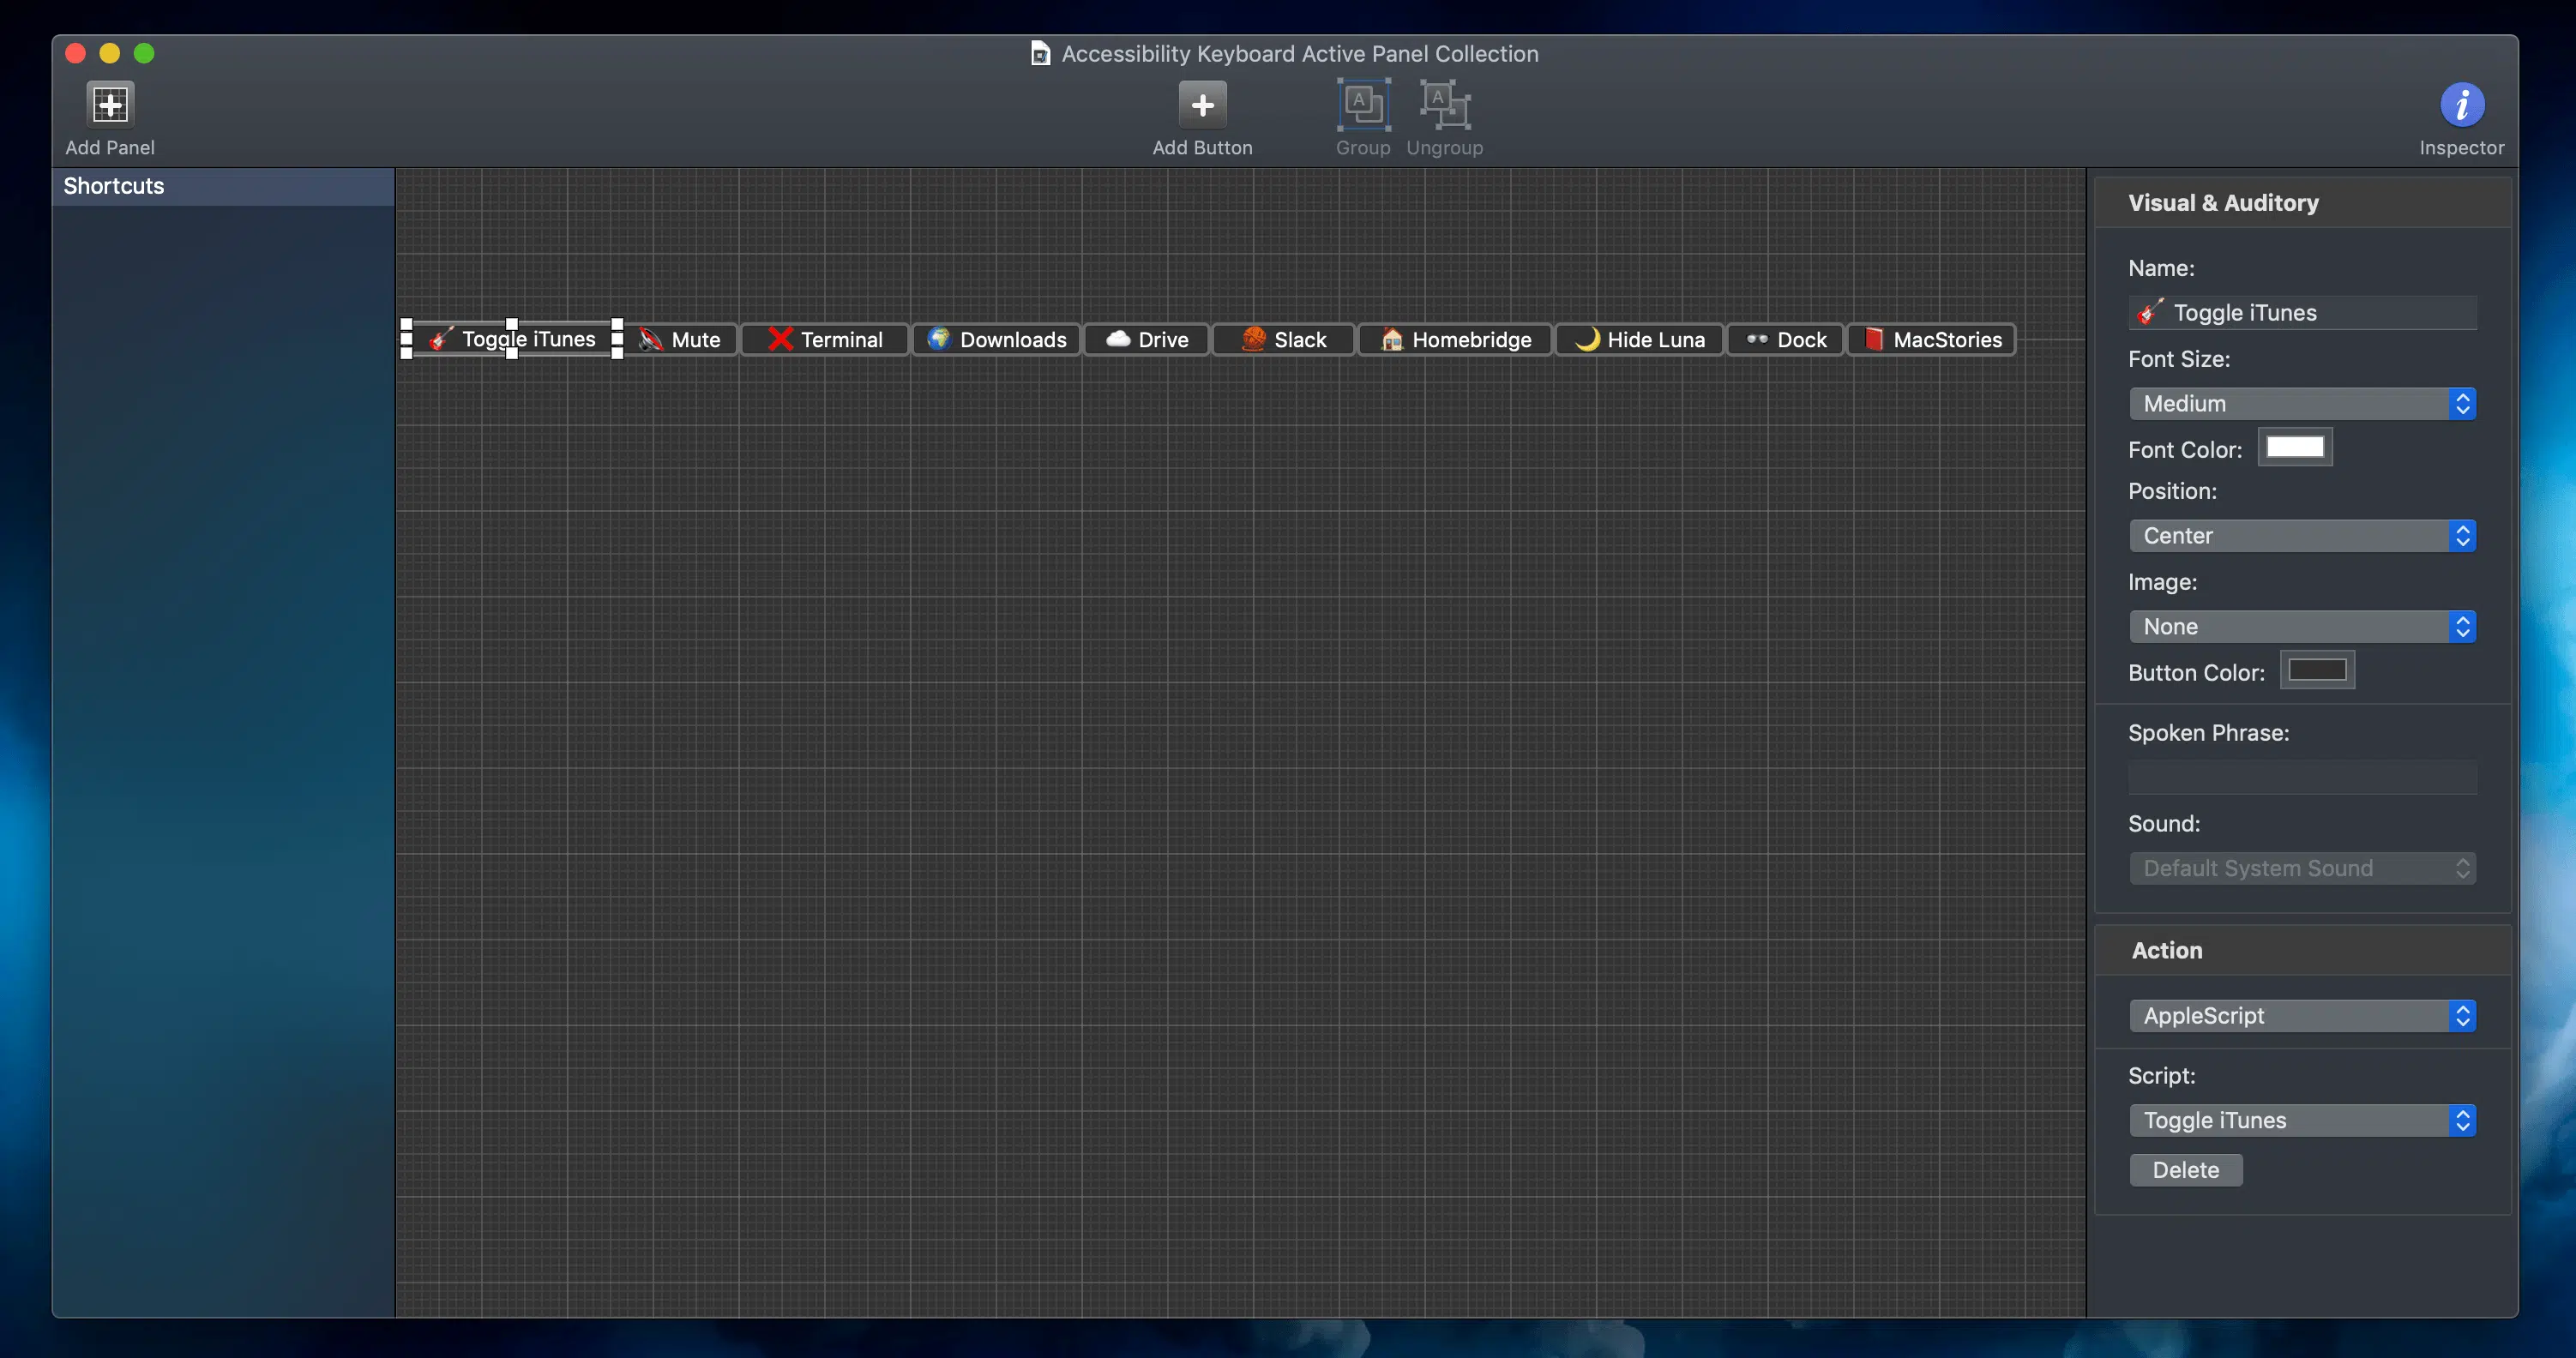 Accessibility Keyboard Active Panel Collection
Add Panel
Add Button
Group
Ungroup
Inspector
Shortcuts
🎸 Toggle iTunes
Mute
❌ Terminal
🌍 Downloads
☁️ Drive
🏀 Slack
🏠 Homebridge
🌙 Hide Luna
🕶 Dock
📕 MacStories
Visual & Auditory
Name:
🎸 Toggle iTunes
Font Size:
Medium
Font Color:
Position:
Center
Image:
None
Button Color:
Spoken Phrase:
Sound:
Default System Sound
Action
AppleScript
Script:
Toggle iTunes
Delete